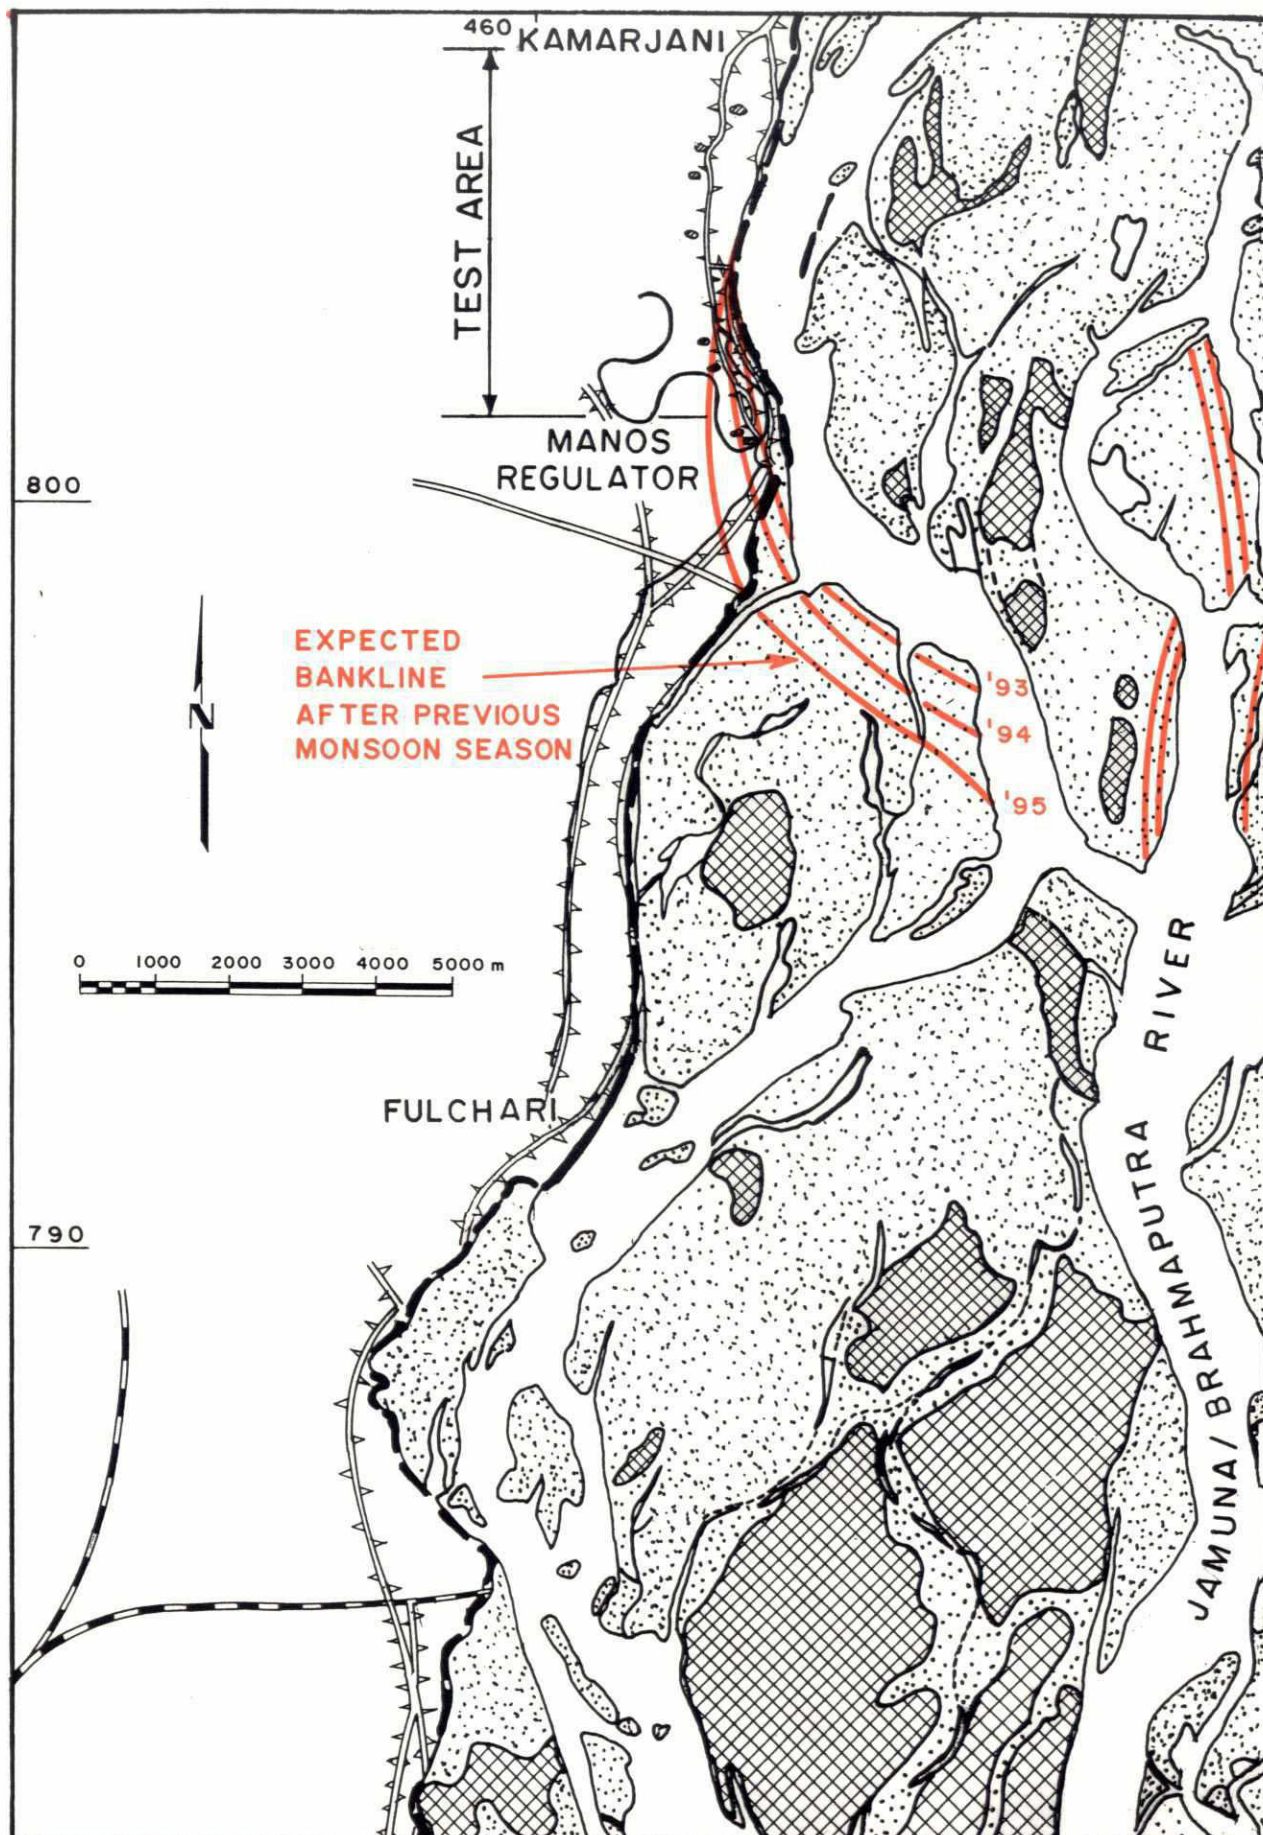 460 KAMARJANI
TEST AREA
MANOS
REGULATOR
800
EXPECTED
BANKLINE
AFTER PREVIOUS
MONSOON SEASON
'93
'94
'95
N
0 1000 2000 3000 4000 5000 m
FULCHARI
790
JAMUNA / BRAHMAPUTRA RIVER